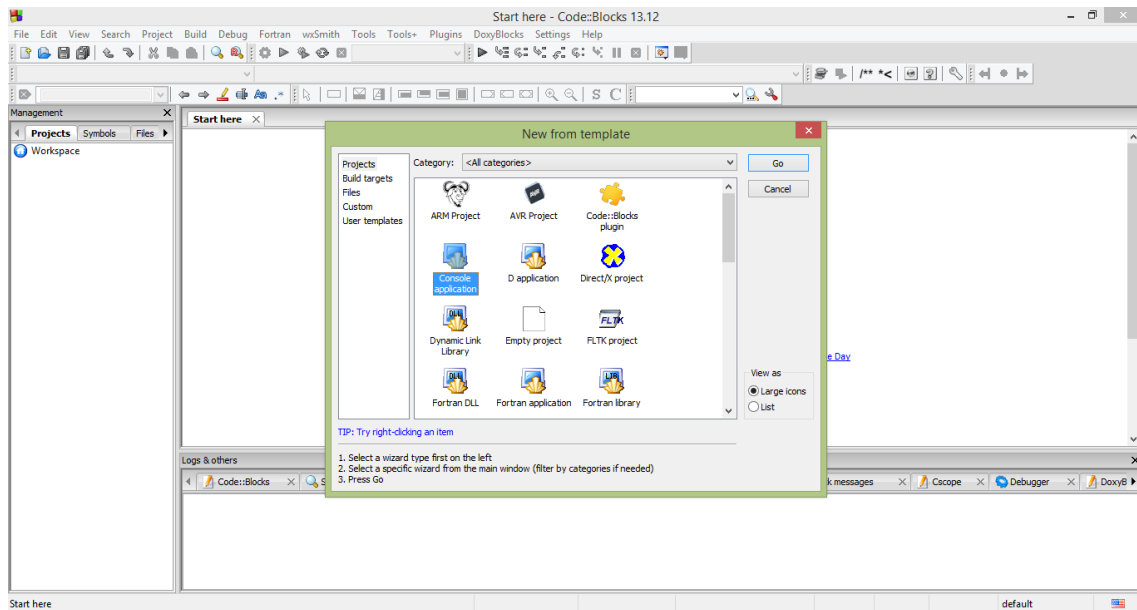 Start here - Code::Blocks 13.12
File Edit View Search Project Build Debug Fortran wxSmith Tools Tools+ Plugins DoxyBlocks Settings Help
/** *<
S C
Management
Projects Symbols Files
Workspace
Start here
New from template
Projects
Build targets
Files
Custom
User templates
Category: <All categories>
Go
Cancel
ARM Project
AVR Project
Code::Blocks
plugin
Console
application
D application
Direct/X project
Dynamic Link
Library
Empty project
FLTK project
Fortran DLL
Fortran application
Fortran library
View as
Large icons
List
TIP: Try right-clicking an item
1. Select a wizard type first on the left
2. Select a specific wizard from the main window (filter by categories if needed)
3. Press Go
e Day
Logs & others
Code::Blocks
S
k messages
Cscope
Debugger
DoxyB
Start here
default